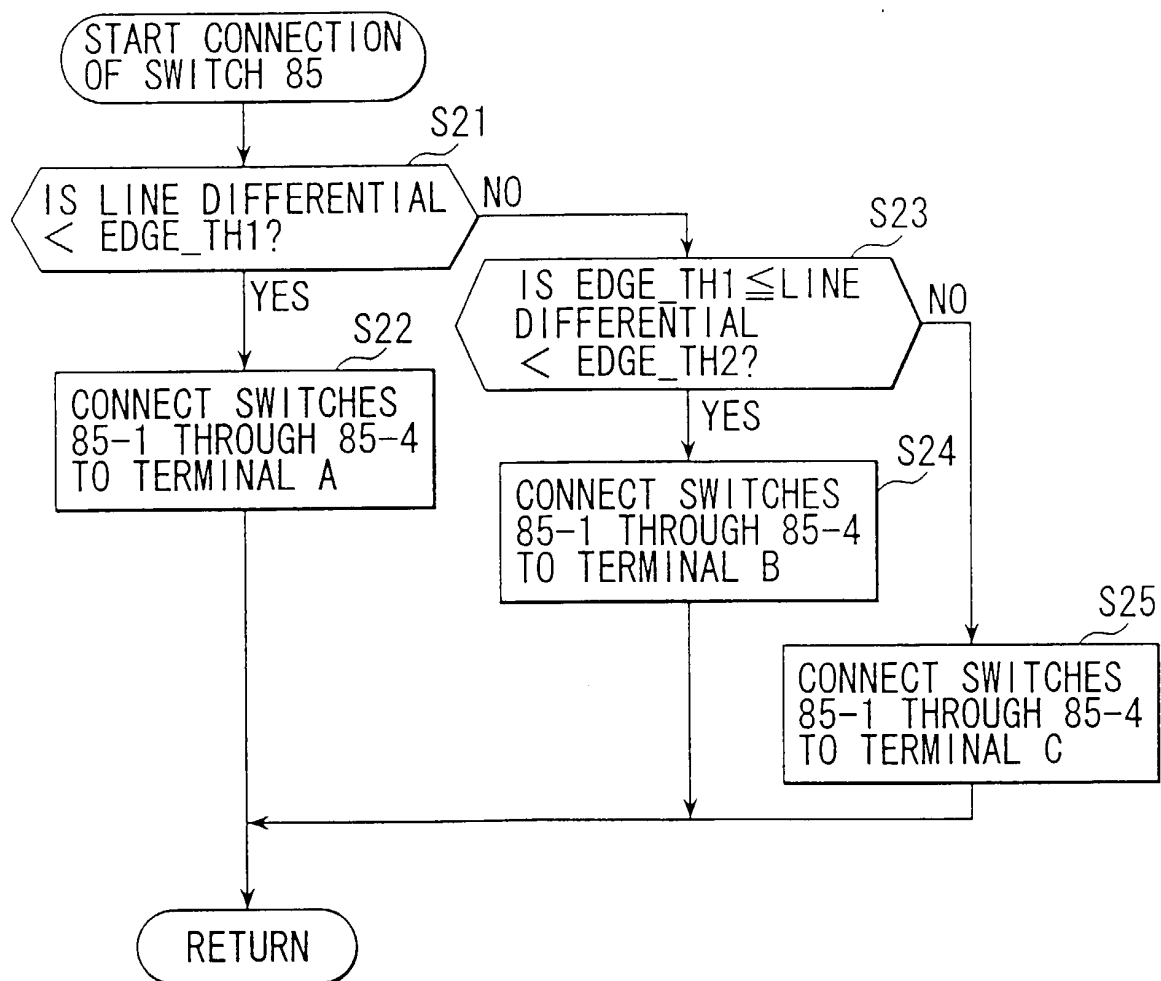 START CONNECTION
OF SWITCH 85
S21
IS LINE DIFFERENTIAL
< EDGE_TH1?
NO
YES
S23
IS EDGE_TH1≦LINE
DIFFERENTIAL
< EDGE_TH2?
NO
YES
S22
CONNECT SWITCHES
85-1 THROUGH 85-4
TO TERMINAL A
S24
CONNECT SWITCHES
85-1 THROUGH 85-4
TO TERMINAL B
S25
CONNECT SWITCHES
85-1 THROUGH 85-4
TO TERMINAL C
RETURN